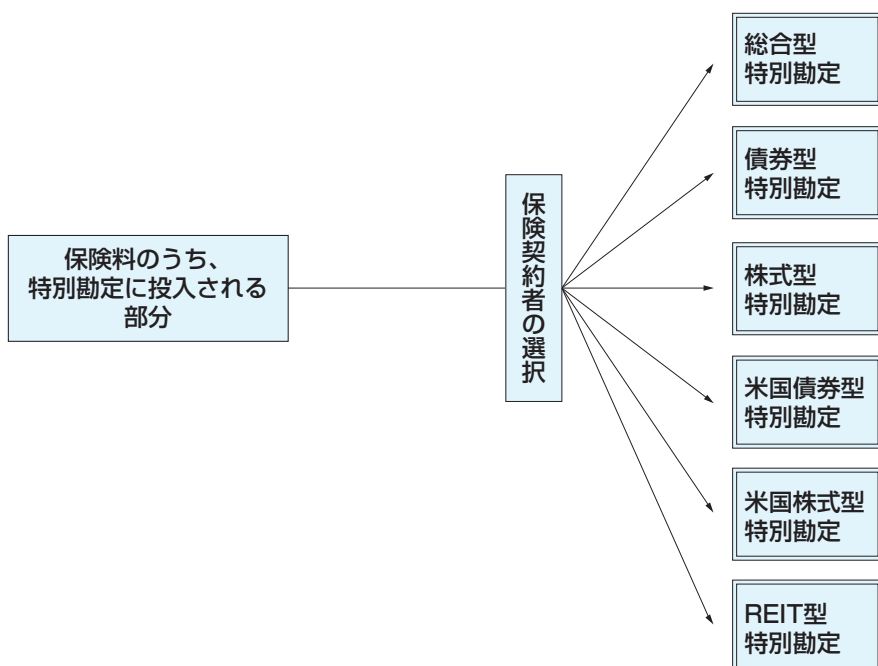 保険料のうち、
特別勘定に投入される
部分
保険契約者の選択
総合型
特別勘定
債券型
特別勘定
株式型
特別勘定
米国債券型
特別勘定
米国株式型
特別勘定
REIT型
特別勘定